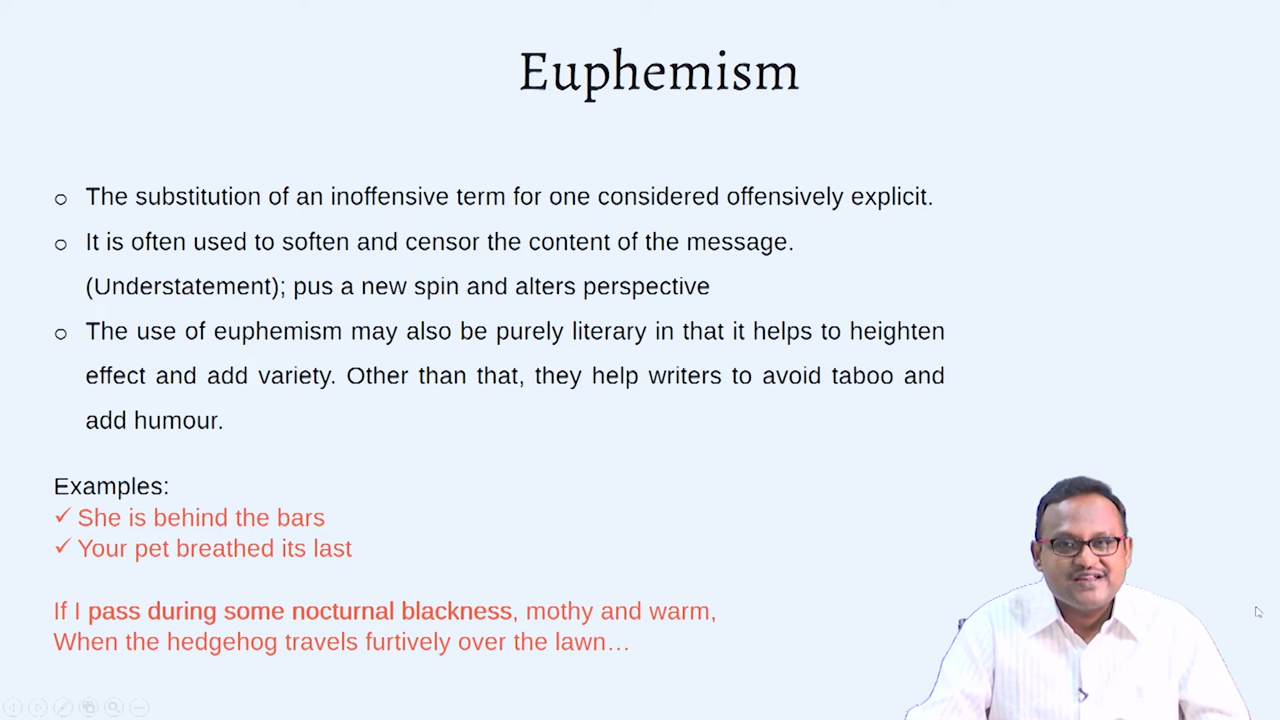 Euphemism
The substitution of an inoffensive term for one considered offensively explicit.
It is often used to soften and censor the content of the message.
(Understatement); pus a new spin and alters perspective
The use of euphemism may also be purely literary in that it helps to heighten
effect and add variety. Other than that, they help writers to avoid taboo and
add humour.
Examples:
✓ She is behind the bars
✓ Your pet breathed its last
If I pass during some nocturnal blackness, mothy and warm,
When the hedgehog travels furtively over the lawn…